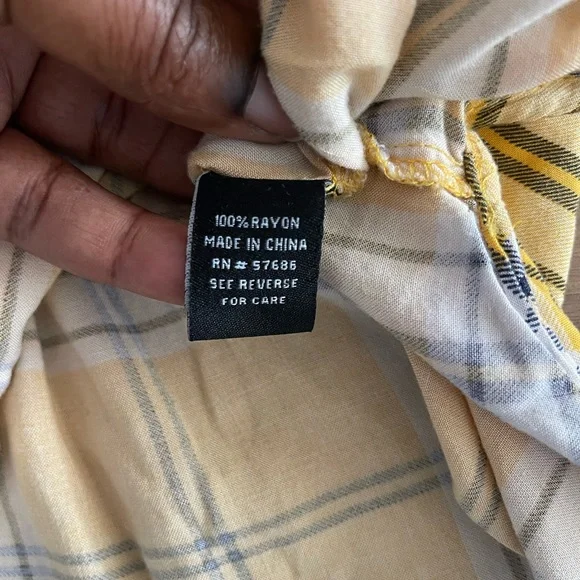 100% RAYON
MADE IN CHINA
RN # 57686
SEE REVERSE
FOR CARE